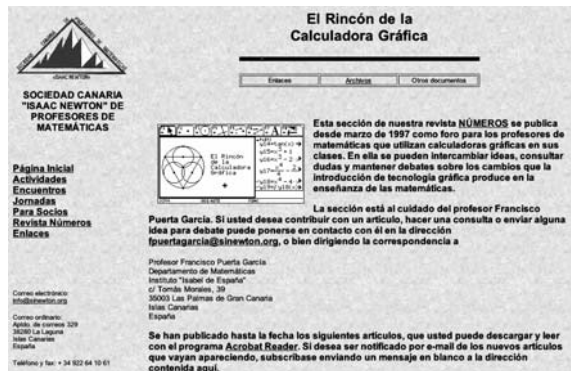 «ISAAC NEWTON»
SOCIEDAD CANARIA
"ISAAC NEWTON" DE
PROFESORES DE
MATEMÁTICAS
Página Inicial
Actividades
Encuentros
Jornadas
Para Socios
Revista Números
Enlaces
Correo electrónico:
info@sinewton.org
Correo ordinario:
Aptdo. de correos 329
38280 La Laguna
Islas Canarias
España
Teléfono y fax: + 34 922 64 10 61
El Rincón de la
Calculadora Gráfica
Enlaces Archivos Otros documentos
El Rincón
de la
Calculadora
Gráfica
Esta sección de nuestra revista NÚMEROS se publica
desde marzo de 1997 como foro para los profesores de
matemáticas que utilizan calculadoras gráficas en sus
clases. En ella se pueden intercambiar ideas, consultar
dudas y mantener debates sobre los cambios que la
introducción de tecnología gráfica produce en la
enseñanza de las matemáticas.
La sección está al cuidado del profesor Francisco
Puerta García. Si usted desea contribuir con un artículo, hacer una consulta o enviar alguna
idea para debate puede ponerse en contacto con él en la dirección
fpuertagarcia@sinewton.org, o bien dirigiendo la correspondencia a
Profesor Francisco Puerta García
Departamento de Matemáticas
Instituto "Isabel de España"
c/ Tomás Morales, 39
35003 Las Palmas de Gran Canaria
Islas Canarias
España
Se han publicado hasta la fecha los siguientes artículos, que usted puede descargar y leer
con el programa Acrobat Reader. Si desea ser notificado por e-mail de los nuevos artículos
que vayan apareciendo, subscríbase enviando un mensaje en blanco a la dirección
contenida aquí.